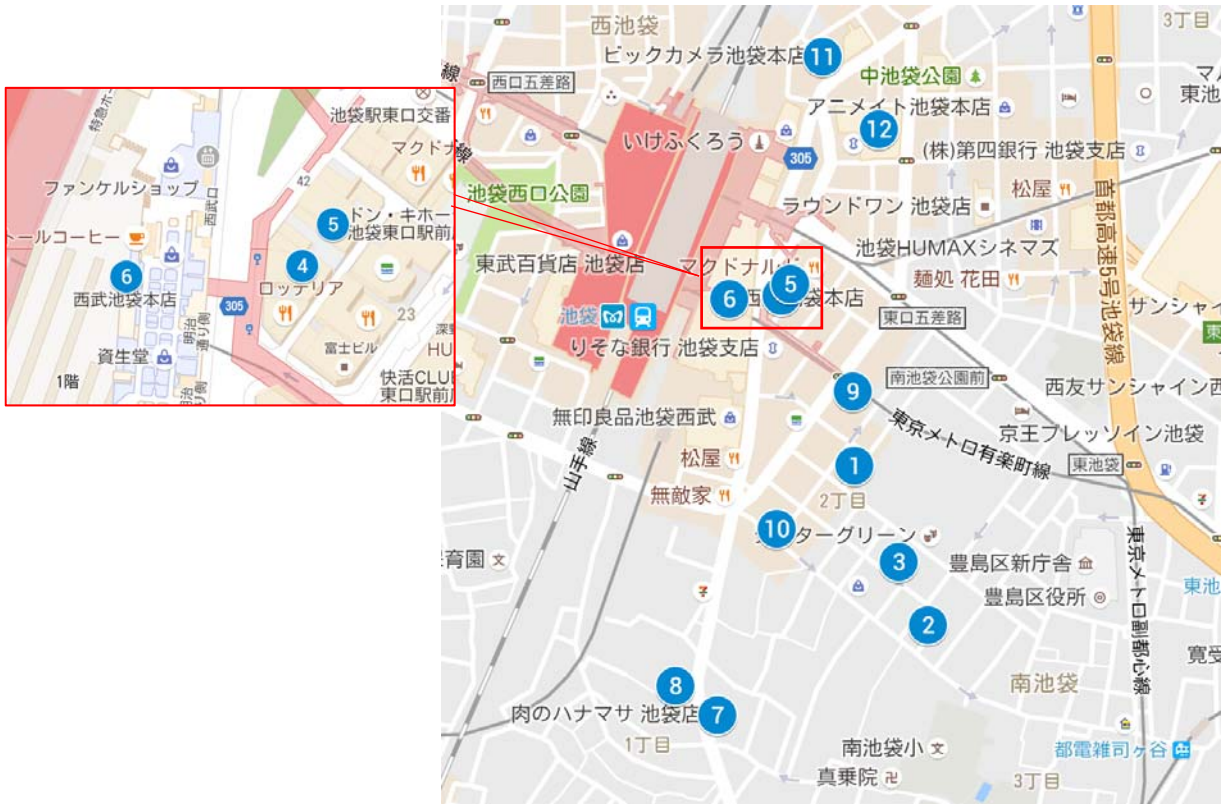 池袋駅東口交番
特急ホー
マクドナ
42
ファンケルショップ
西武口
5
ドン・キホー
池袋東口駅前
トールコーヒー
6
4
西武池袋本店
ロッテリア
305
明治
通り側
23
資生堂
富士ビル
HU
1階
快活CLUB
東口駅前
明治
通り側
西池袋
3丁目
ビックカメラ池袋本店
11
線
西口五差路
中池袋公園
東池
アニメイト池袋本店
12
いけふくろう
305
(株)第四銀行 池袋支店
線
池袋西口公園
松屋
ラウンドワン 池袋店
首都高速5号池袋線
池袋HUMAXシネマズ
東武百貨店 池袋店
マクドナルド
麺処 花田
6
5
袋本店
サンシャイ
池袋
東口五差路
東
りそな銀行 池袋支店
南池袋公園前
西友サンシャイン西
9
無印良品池袋西武
東京メトロ有楽町線
京王プレッソイン池袋
山手線
松屋
1
東池袋
無敵家
2丁目
10
ターグリーン
3
豊島区新庁舎
育園
東京メトロ副都心線
東池
豊島区役所
2
寛受
8
南池袋
肉のハナマサ 池袋店
7
1丁目
南池袋小
都電雑司ヶ谷
真乗院
3丁目